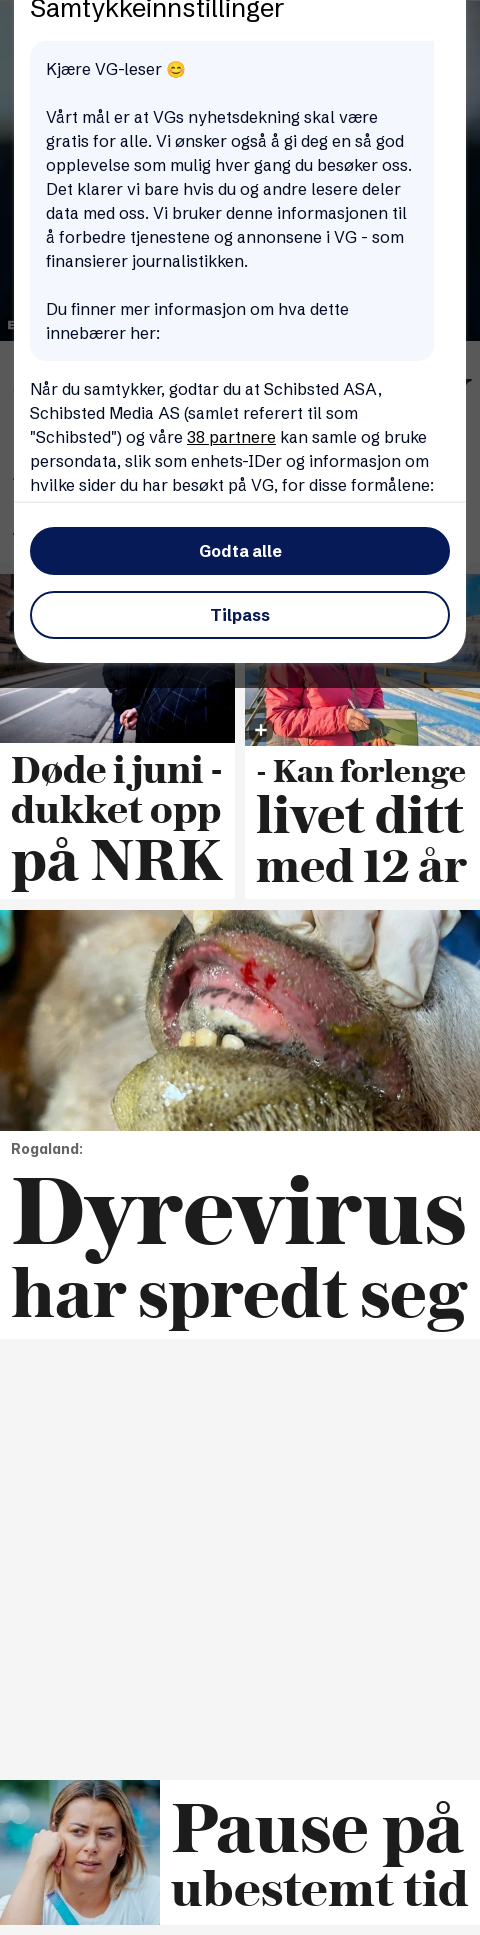 Samtykkeinnstillinger
Kjære VG-leser 😊
Vårt mål er at VGs nyhetsdekning skal være
gratis for alle. Vi ønsker også å gi deg en så god
opplevelse som mulig hver gang du besøker oss.
Det klarer vi bare hvis du og andre lesere deler
data med oss. Vi bruker denne informasjonen til
å forbedre tjenestene og annonsene i VG - som
finansierer journalistikken.
Du finner mer informasjon om hva dette
innebærer her:
Når du samtykker, godtar du at Schibsted ASA,
Schibsted Media AS (samlet referert til som
"Schibsted") og våre 38 partnere kan samle og bruke
persondata, slik som enhets-IDer og informasjon om
hvilke sider du har besøkt på VG, for disse formålene:
Godta alle
Tilpass
Døde i juni -
dukket opp
på NRK
- Kan forlenge
livet ditt
med 12 år
Rogaland:
Dyrevirus
har spredt seg
Pause på
ubestemt tid